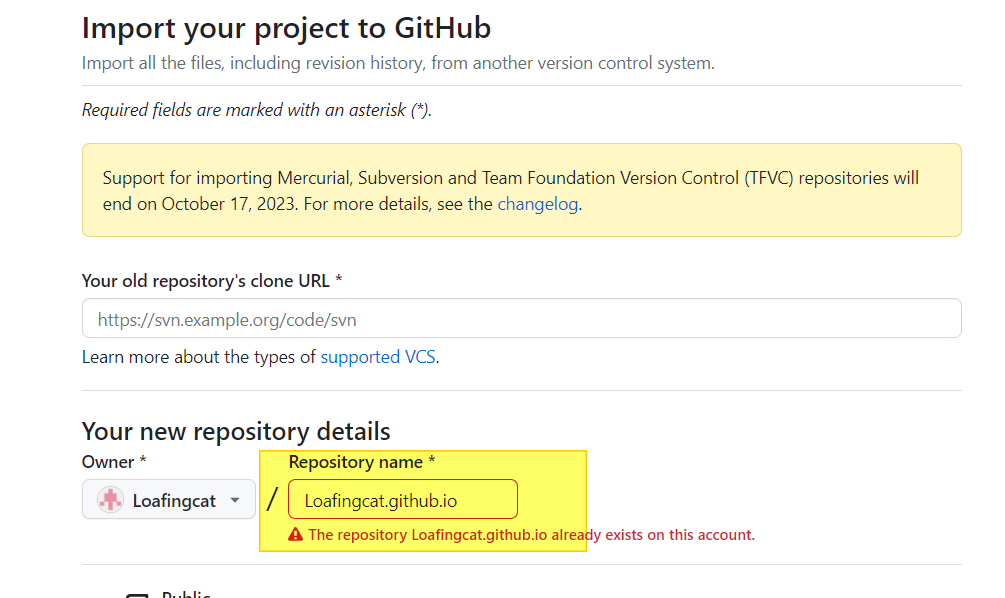 Import your project to GitHub
Import all the files, including revision history, from another version control system.
Required fields are marked with an asterisk (*).
Support for importing Mercurial, Subversion and Team Foundation Version Control (TFVC) repositories will
end on October 17, 2023. For more details, see the changelog.
Your old repository's clone URL *
https://svn.example.org/code/svn
Learn more about the types of supported VCS.
Your new repository details
Owner * Repository name *
Loafingcat / Loafingcat.github.io
The repository Loafingcat.github.io already exists on this account.
Public